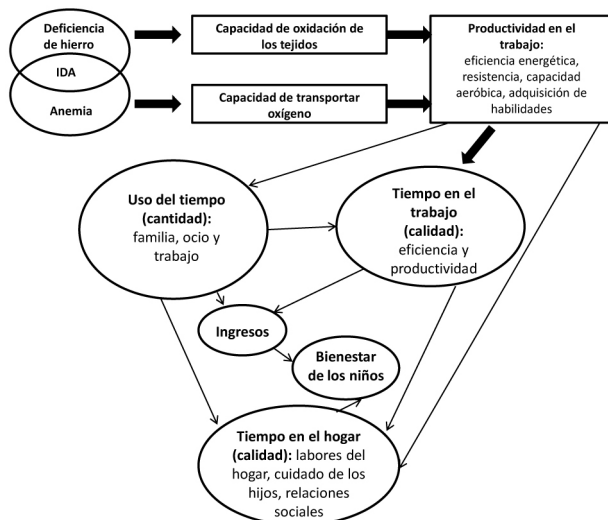 Deficiencia
de hierro
IDA
Anemia
Capacidad de oxidación de
los tejidos
Capacidad de transportar
oxígeno
Productividad en el
trabajo:
eficiencia energética,
resistencia, capacidad
aeróbica, adquisición de
habilidades
Uso del tiempo
(cantidad):
familia, ocio y
trabajo
Tiempo en el
trabajo
(calidad):
eficiencia y
productividad
Ingresos
Bienestar
de los niños
Tiempo en el hogar
(calidad): labores del
hogar, cuidado de los
hijos, relaciones
sociales